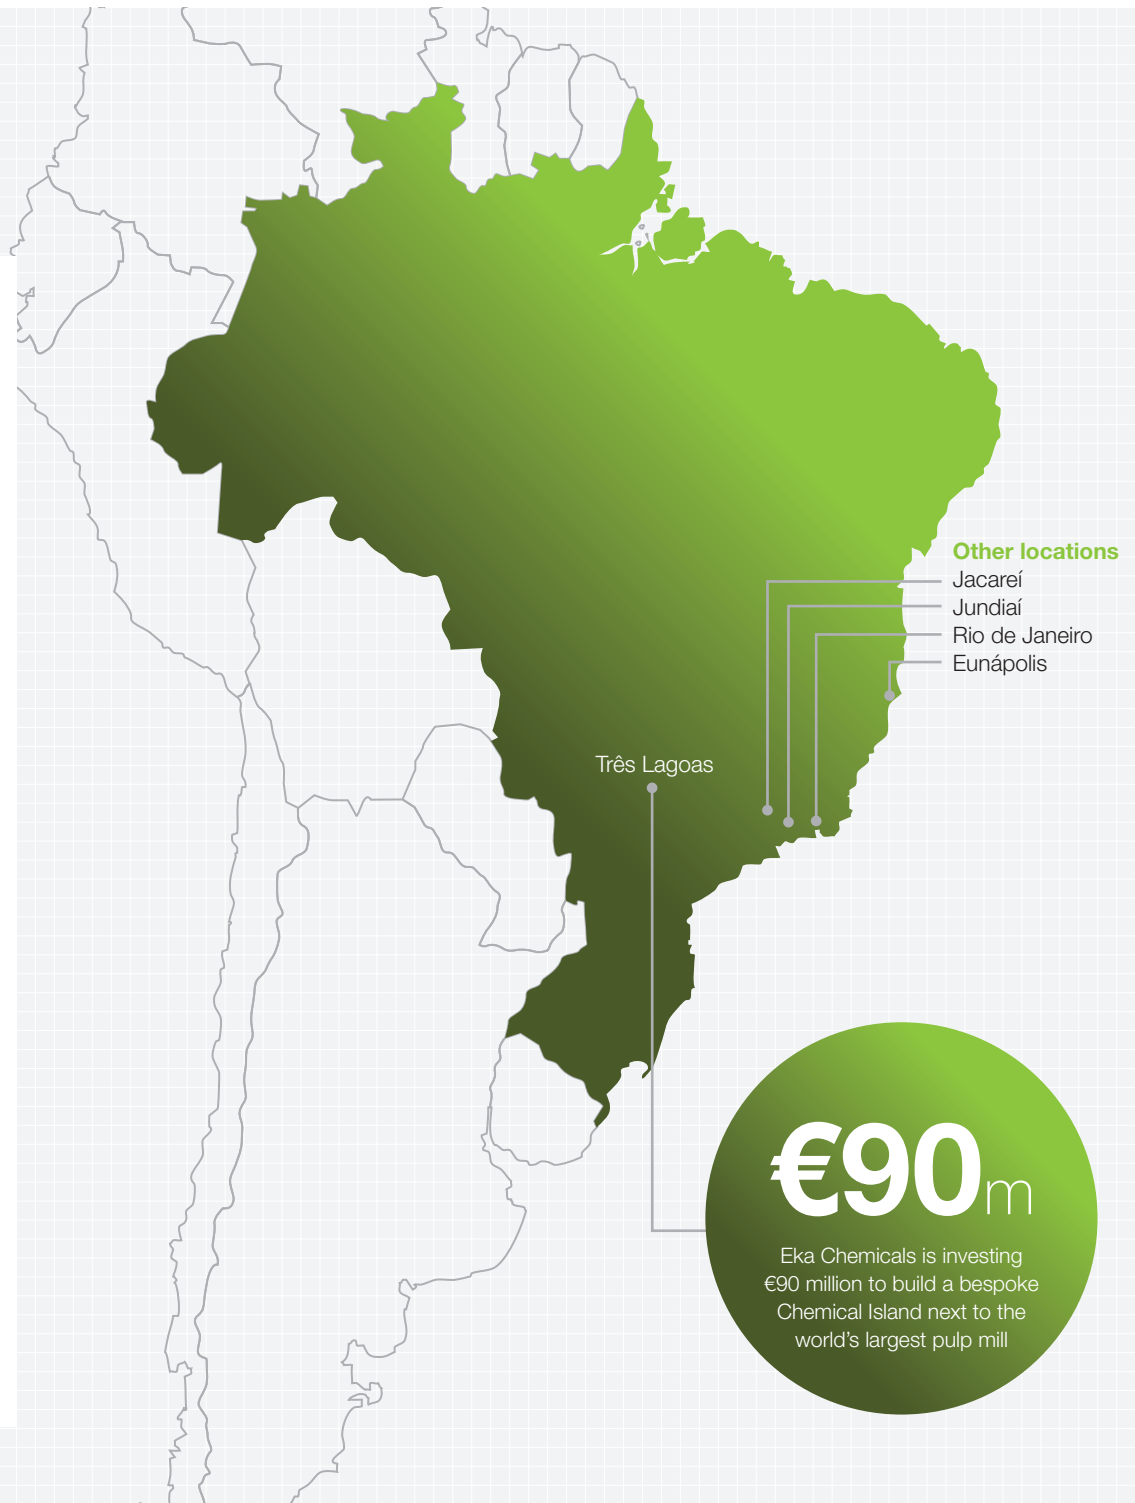 Other locations
Jacareí
Jundiaí
Rio de Janeiro
Eunápolis
Três Lagoas
€90m
Eka Chemicals is investing
€90 million to build a bespoke
Chemical Island next to the
world's largest pulp mill